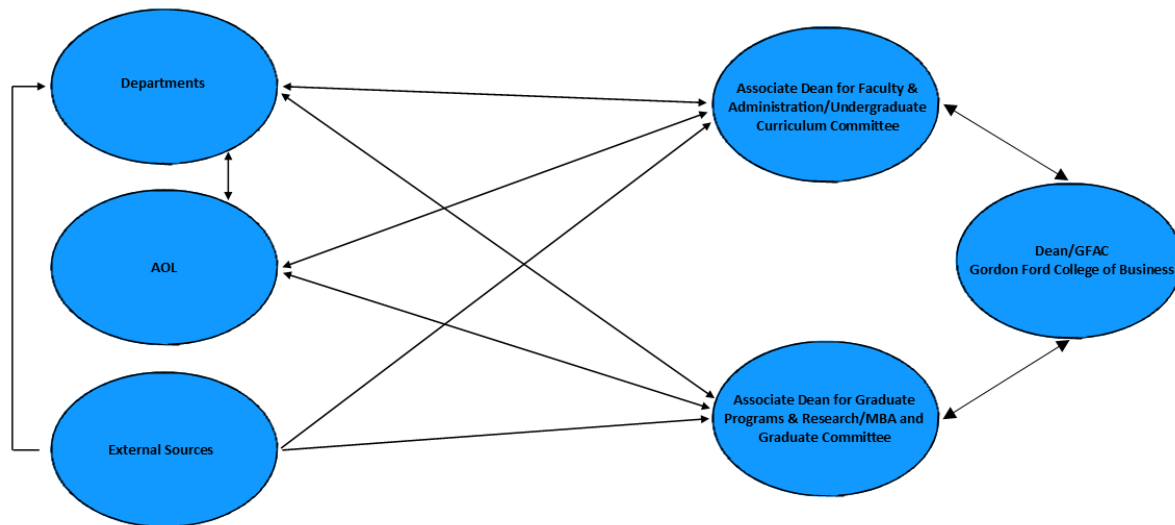 Departments
Associate Dean for Faculty &
Administration/Undergraduate
Curriculum Committee
AOL
Dean/GFAC
Gordon Ford College of Business
External Sources
Associate Dean for Graduate
Programs & Research/MBA and
Graduate Committee